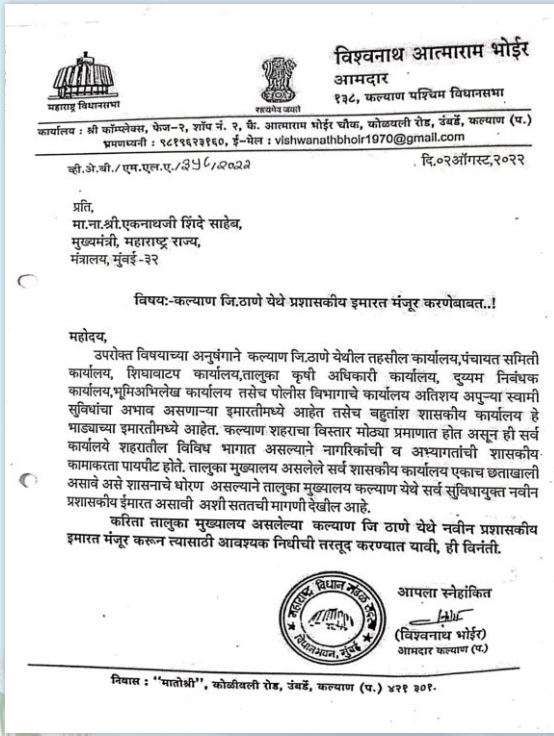 विश्वनाथ आत्माराम भोईर
आमदार
१३८, कल्याण पश्चिम विधानसभा
महाराष्ट्र विधानसभा
सत्यमेव जयते
कार्यालय : श्री कॉम्प्लेक्स, फेज-२, शॉप नं. २, कै. आत्माराम भोईर चौक, कोळवली रोड, उंबर्डे, कल्याण (प.)
भ्रमणध्वनी : ९८१९६२३१६०, ई-मेल : vishwanathbhoir1970@gmail.com
व्ही.ओ.बी./एम.एल.ए./३५८/२०२२
दि.०२ऑगस्ट,२०२२
प्रति,
मा.ना.श्री.एकनाथजी शिंदे साहेब,
मुख्यमंत्री, महाराष्ट्र राज्य,
मंत्रालय, मुंबई -३२
विषय:-कल्याण जि.ठाणे येथे प्रशासकीय इमारत मंजूर करणेबाबत..!
महोदय,
उपरोक्त विषयाच्या अनुषंगाने कल्याण जि.ठाणे येथील तहसील कार्यालय,पंचायत समिती
कार्यालय, शिधावाटप कार्यालय,तालुका कृषी अधिकारी कार्यालय, दुय्यम निबंधक
कार्यालय,भूमिअभिलेख कार्यालय तसेच पोलीस विभागाचे कार्यालय अतिशय अपुऱ्या स्वामी
सुविधांचा अभाव असणाऱ्या इमारतीमध्ये आहेत तसेच बहुतांश शासकीय कार्यालय हे
भाड्याच्या इमारतीमध्ये आहेत. कल्याण शहराचा विस्तार मोठ्या प्रमाणात होत असून ही सर्व
कार्यालये शहरातील विविध भागात असल्याने नागरिकांची व अभ्यागतांची शासकीय
कामाकरता पायपीट होते. तालुका मुख्यालय असलेले सर्व शासकीय कार्यालय एकाच छताखाली
असावे असे शासनाचे धोरण असल्याने तालुका मुख्यालय कल्याण येथे सर्व सुविधायुक्त नवीन
प्रशासकीय ईमारत असावी अशी सततची मागणी देखील आहे.
करिता तालुका मुख्यालय असलेल्या कल्याण जि ठाणे येथे नवीन प्रशासकीय
इमारत मंजूर करून त्यासाठी आवश्यक निधीची तरतूद करण्यात यावी, ही विनंती.
आपला स्नेहांकित
(विश्वनाथ भोईर)
आमदार कल्याण (प.)
महाराष्ट्र विधान मंडळ सदस्य
विधानभवन, मुंबई
निवास : "मातोश्री", कोळीवली रोड, उंबर्डे, कल्याण (प.) ४२१ ३०१.